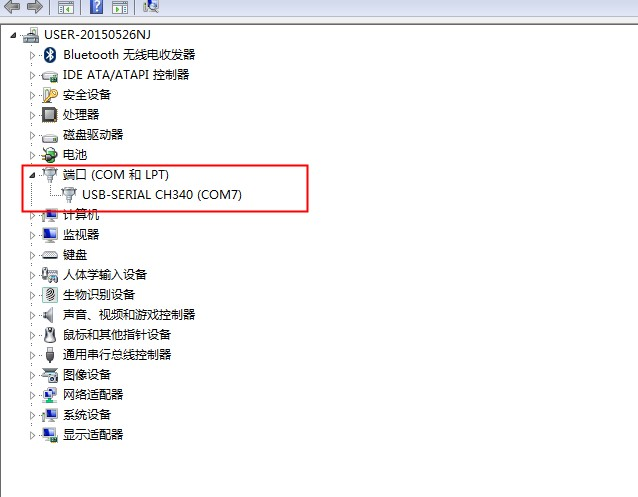 USER-20150526NJ
Bluetooth 无线电收发器
IDE ATA/ATAPI 控制器
安全设备
处理器
磁盘驱动器
电池
端口 (COM 和 LPT)
USB-SERIAL CH340 (COM7)
计算机
监视器
键盘
人体学输入设备
生物识别设备
声音、视频和游戏控制器
鼠标和其他指针设备
通用串行总线控制器
图像设备
网络适配器
系统设备
显示适配器